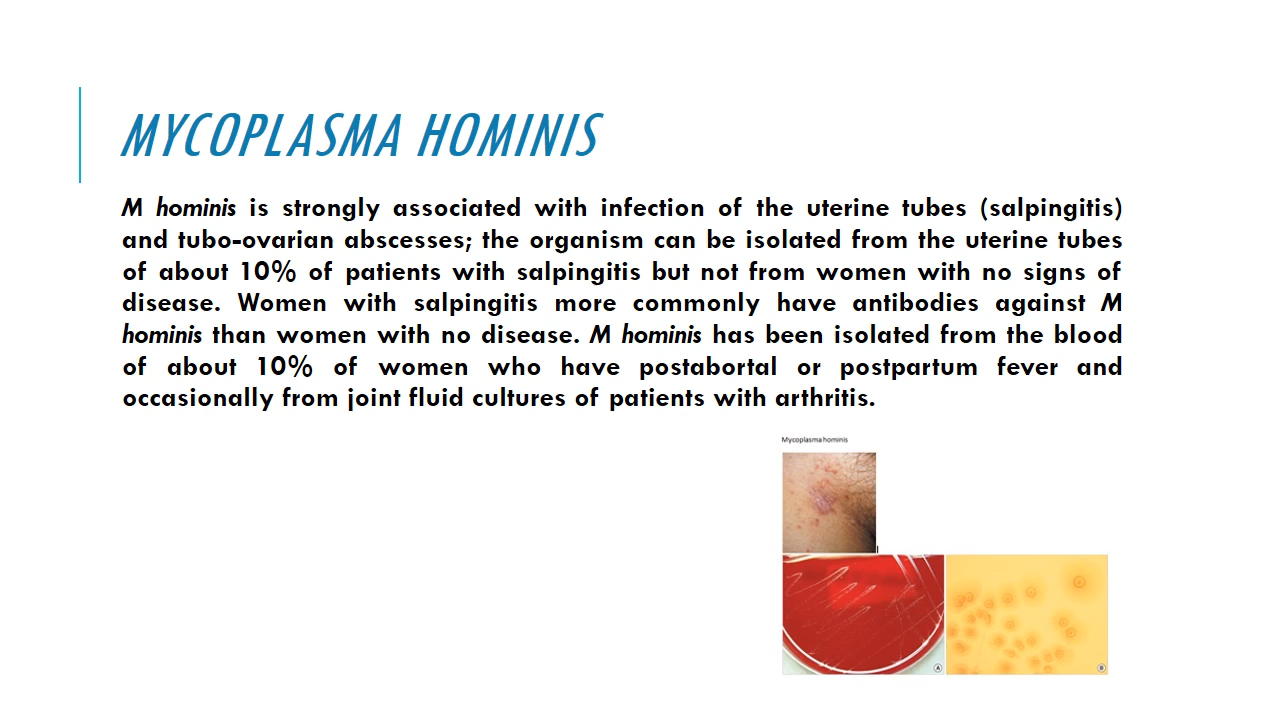 MYCOPLASMA HOMINIS
M hominis is strongly associated with infection of the uterine tubes (salpingitis)
and tubo-ovarian abscesses; the organism can be isolated from the uterine tubes
of about 10% of patients with salpingitis but not from women with no signs of
disease. Women with salpingitis more commonly have antibodies against M
hominis than women with no disease. M hominis has been isolated from the blood
of about 10% of women who have postabortal or postpartum fever and
occasionally from joint fluid cultures of patients with arthritis.
Mycoplasma hominis
A
B